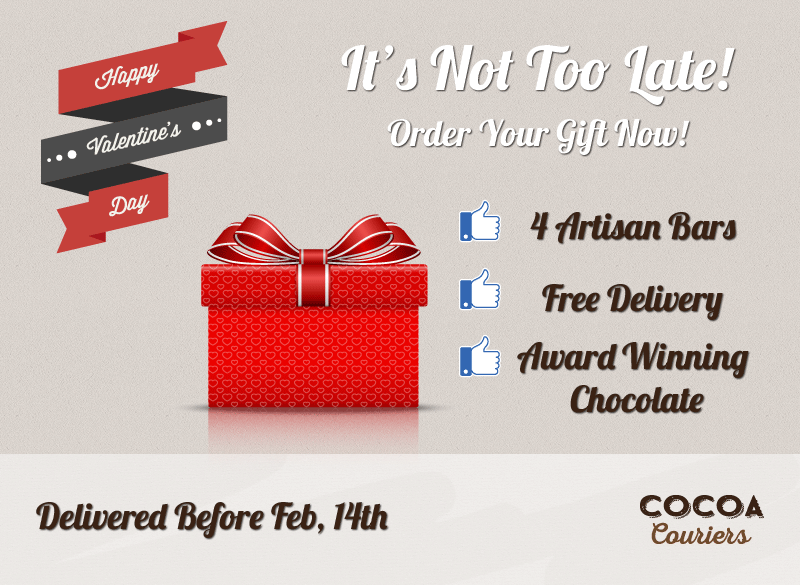 Happy
Valentine's
Day
It's Not Too Late!
Order Your Gift Now!
4 Artisan Bars
Free Delivery
Award Winning
Chocolate
Delivered Before Feb, 14th
COCOA
Couriers